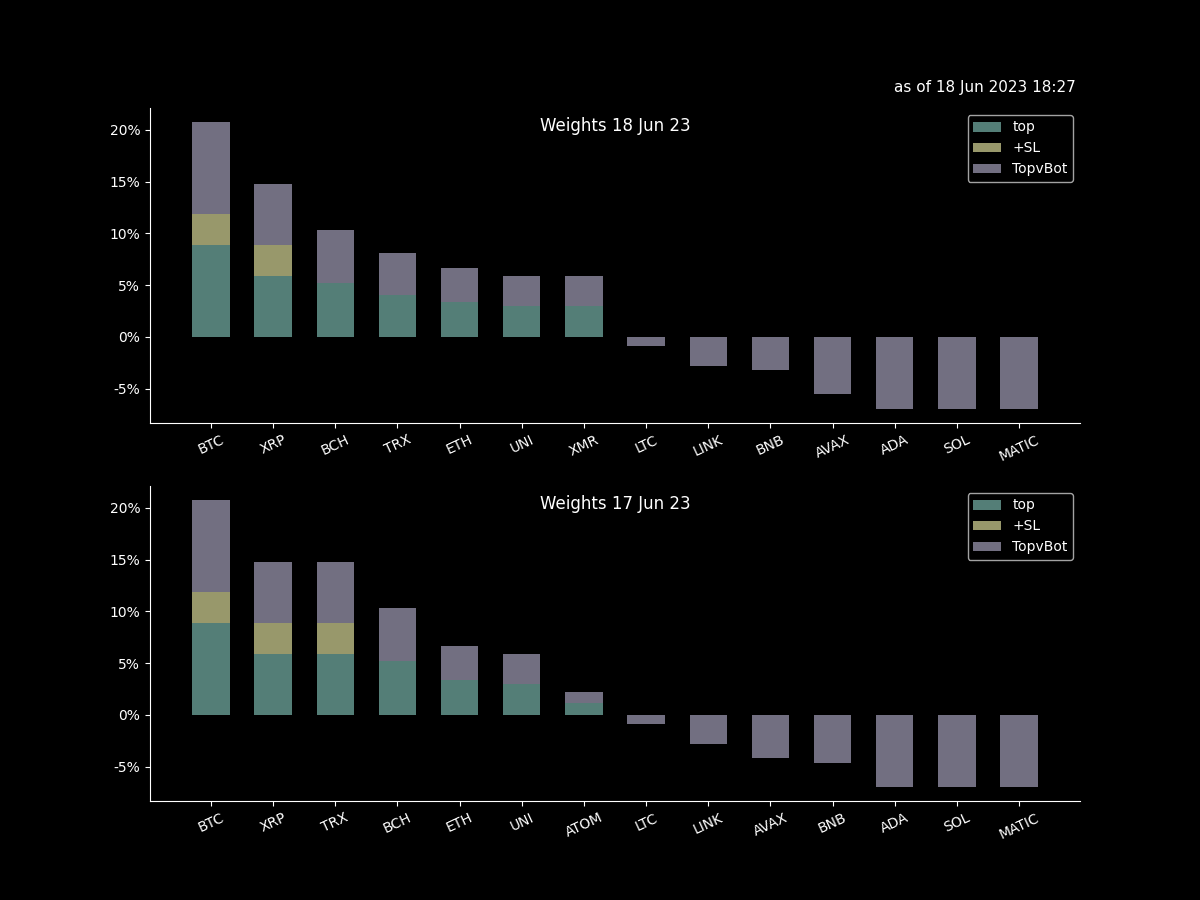 as of 18 Jun 2023 18:27
Weights 18 Jun 23
top
+SL
TopvBot
20%
15%
10%
5%
0%
-5%
BTC XRP BCH TRX ETH UNI XMR LTC LINK BNB AVAX ADA SOL MATIC
Weights 17 Jun 23
top
+SL
TopvBot
20%
15%
10%
5%
0%
-5%
BTC XRP TRX BCH ETH UNI ATOM LTC LINK AVAX BNB ADA SOL MATIC